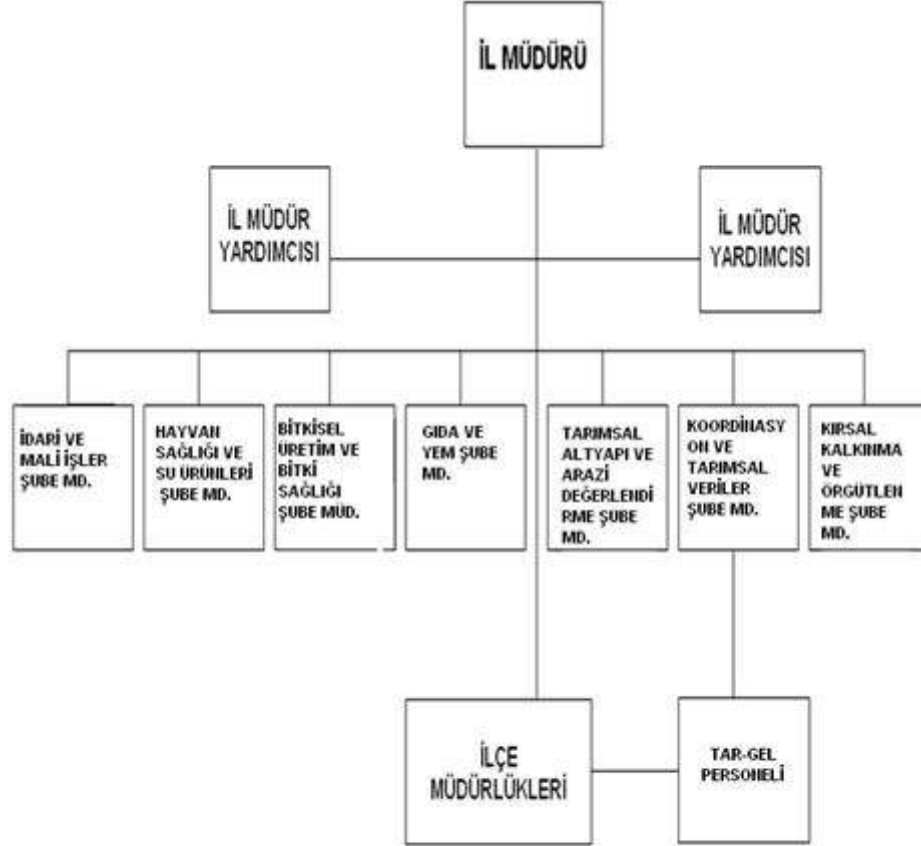 İL MÜDÜRÜ
İL MÜDÜR
YARDIMCISI
İL MÜDÜR
YARDIMCISI
İDARİ VE
MALİ İŞLER
ŞUBE MD.
HAYVAN
SAĞLIĞI VE
SU ÜRÜNLERİ
ŞUBE MD.
BİTKİSEL
ÜRETİM VE
BİTKİ
SAĞLIĞI
ŞUBE MÜD.
GIDA VE
YEM ŞUBE
MD.
TARIMSAL
ALTYAPI VE
ARAZİ
DEĞERLENDİ
RME ŞUBE
MD.
KOORDİNASY
ON VE
TARIMSAL
VERİLER
ŞUBE MD.
KIRSAL
KALKINMA
VE
ÖRGÜTLEN
ME ŞUBE
MD.
İLÇE
MÜDÜRLÜKLERİ
TAR-GEL
PERSONELİ